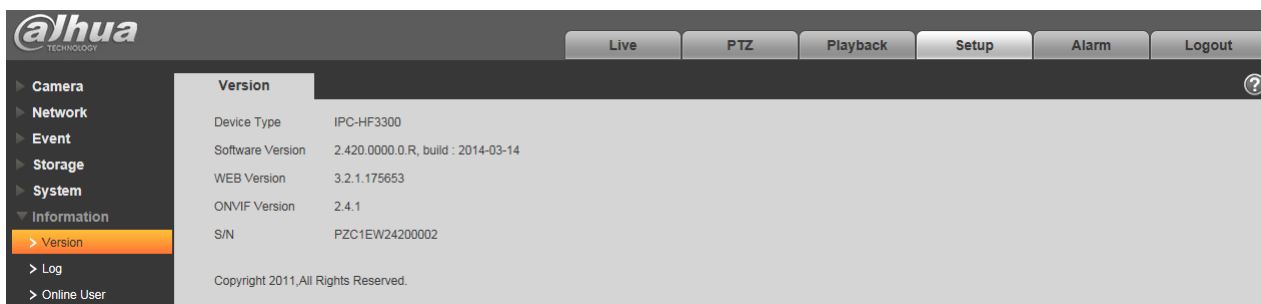 alhua
TECHNOLOGY
Live PTZ Playback Setup Alarm Logout
Camera
Network
Event
Storage
System
Information
> Version
> Log
> Online User
Version
?
Device Type IPC-HF3300
Software Version 2.420.0000.0.R, build : 2014-03-14
WEB Version 3.2.1.175653
ONVIF Version 2.4.1
S/N PZC1EW24200002
Copyright 2011,All Rights Reserved.